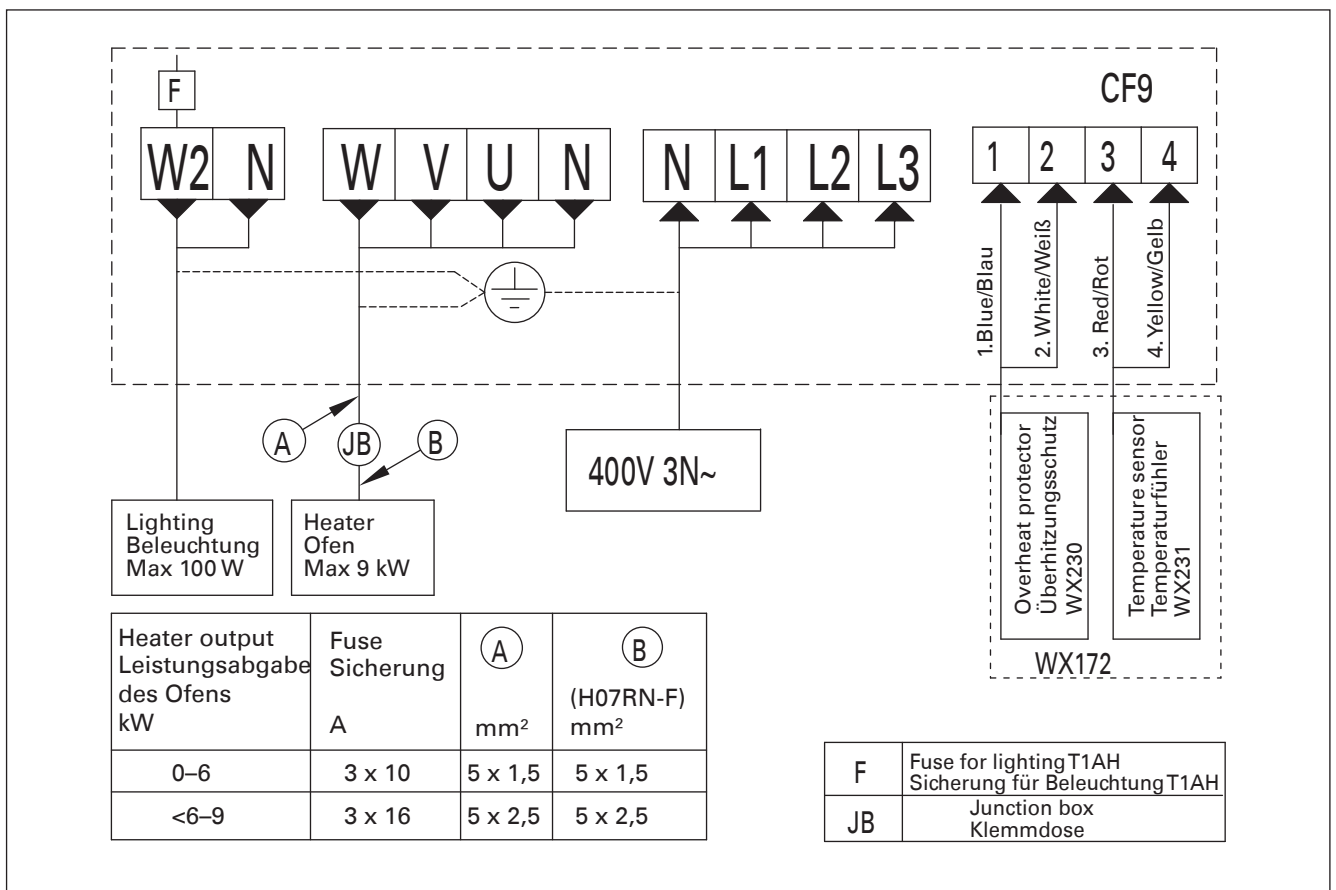 F
CF9
W2 N
W V U N
N L1 L2 L3
1 2 3 4
1.Blue/Blau
2. White/Weiß
3. Red/Rot
4. Yellow/Gelb
A
JB
B
400V 3N~
Lighting
Beleuchtung
Max 100 W
Heater
Ofen
Max 9 kW
Overheat protector
Überhitzungsschutz
WX230
Temperature sensor
Temperaturfühler
WX231
WX172
Heater output
Leistungsabgabe
des Ofens
kW
Fuse
Sicherung
A
A
mm²
B
(H07RN-F)
mm²
0–6 3 x 10 5 x 1,5 5 x 1,5
<6–9 3 x 16 5 x 2,5 5 x 2,5
F
Fuse for lighting T1AH
Sicherung für Beleuchtung T1AH
JB
Junction box
Klemmdose